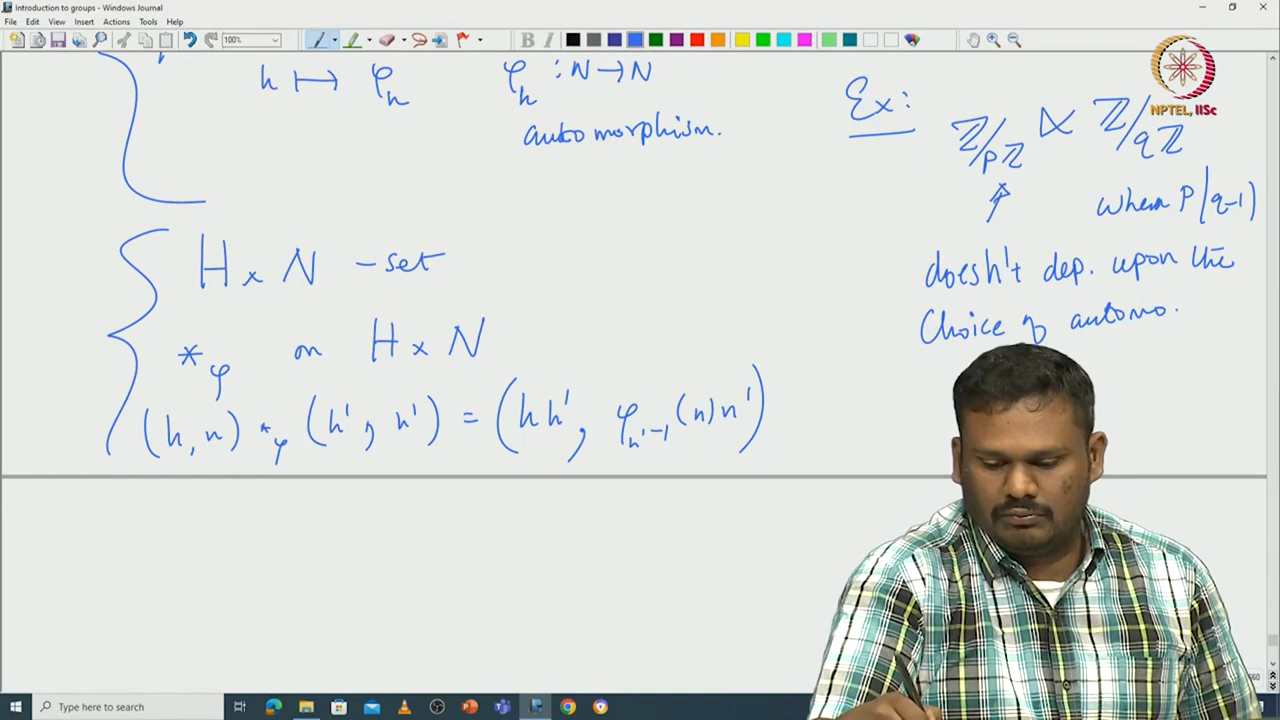 Introduction to groups - Windows Journal
File Edit View Insert Actions Tools Help
100%
B I
NPTEL, IISc
h ⟼ φ_h φ_h : N → N
automorphism.
Ex:
ℤ/pℤ ⋉ ℤ/qℤ
when P | (q-1)
doesn't dep. upon the
Choice of automo.
H × N - set
*_φ on H × N
(h, n) *_φ (h', n') = (hh', φ_{h'^{-1}}(n) n')
Type here to search